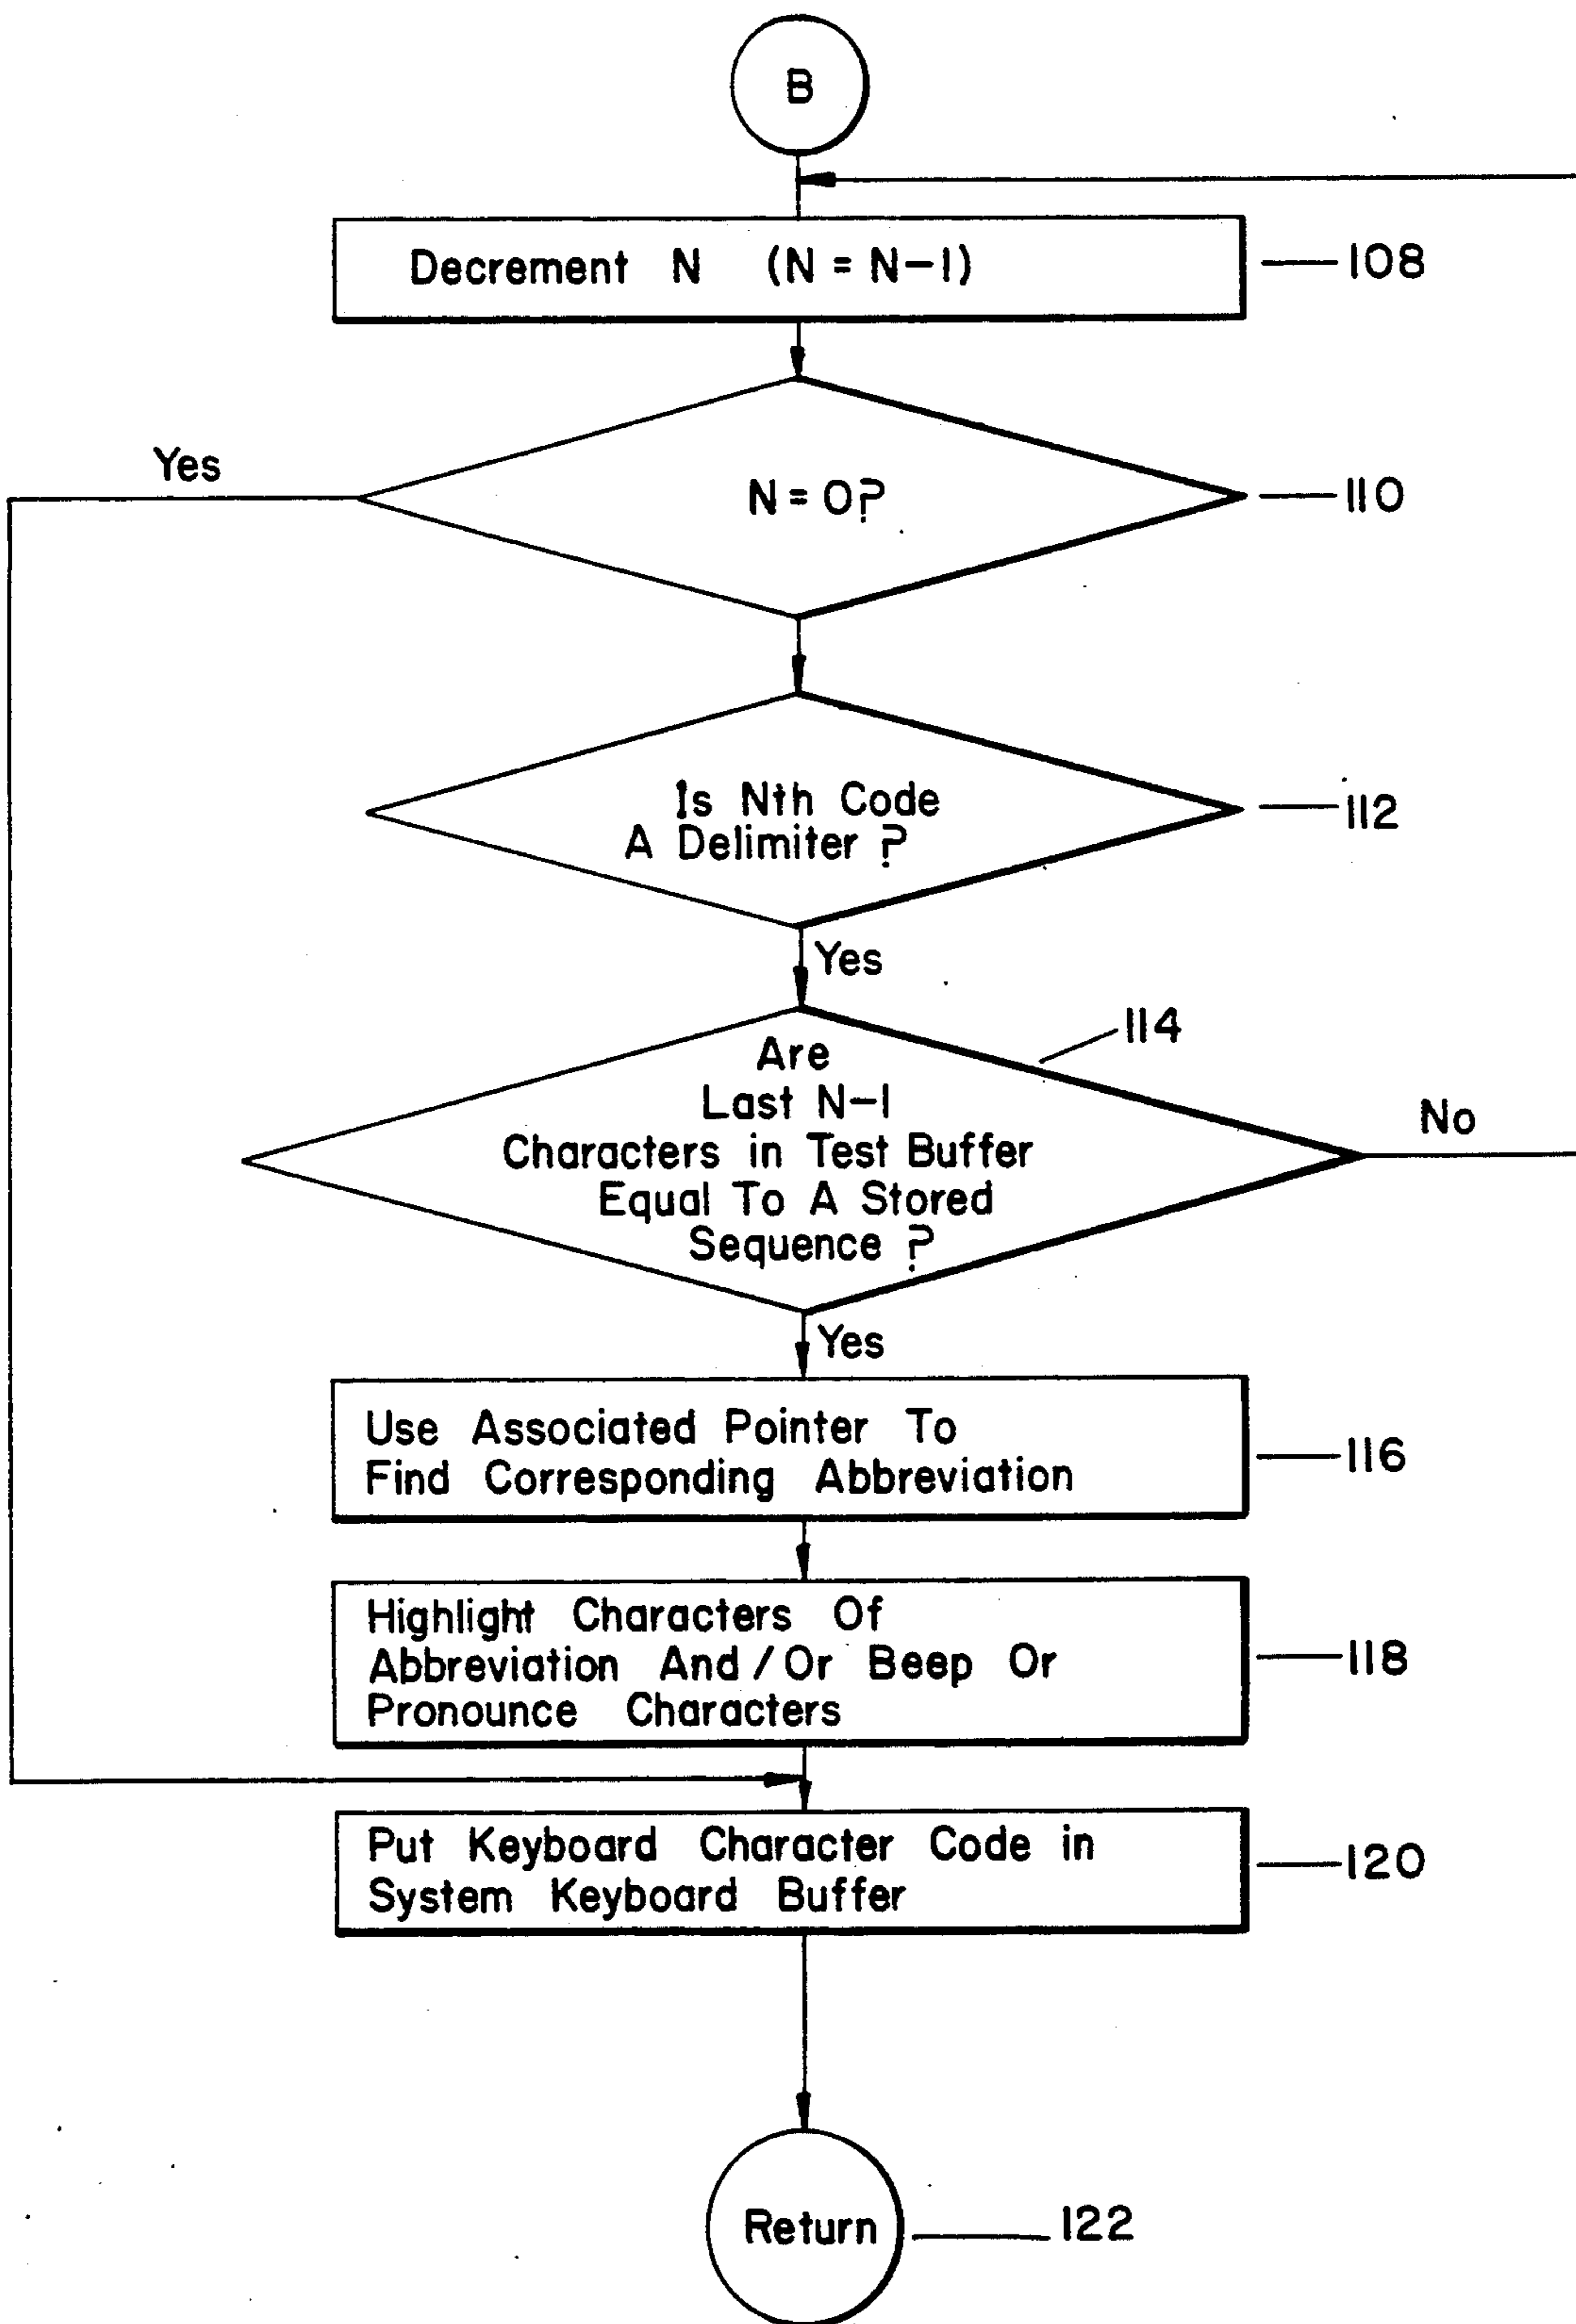 B
Decrement N (N = N-1)
108
Yes
N = 0?
110
Is Nth Code
A Delimiter ?
112
Yes
114
Are
Last N-1
Characters in Test Buffer
Equal To A Stored
Sequence ?
No
Yes
Use Associated Pointer To
Find Corresponding Abbreviation
116
Highlight Characters Of
Abbreviation And/Or Beep Or
Pronounce Characters
118
Put Keyboard Character Code in
System Keyboard Buffer
120
Return
122